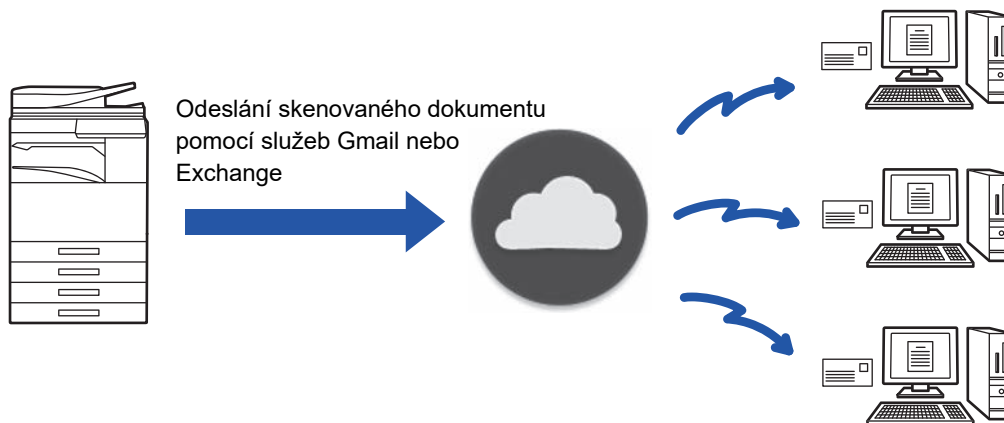 Odeslání skenovaného dokumentu
pomocí služeb Gmail nebo
Exchange